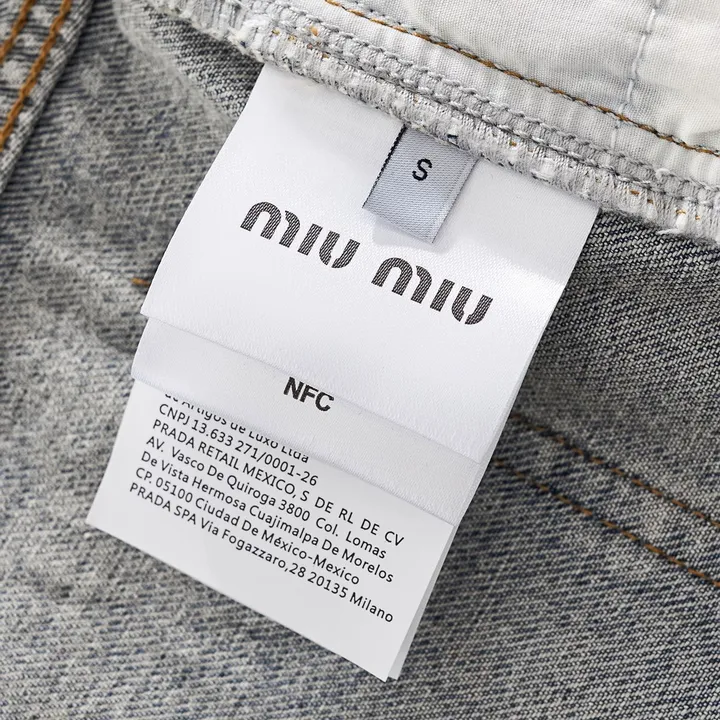 S
miu miu
NFC
de Artigos de Luxo Ltda
CNPJ 13.633 271/0001-26
PRADA RETAIL MEXICO, S DE RL DE CV
AV. Vasco De Quiroga 3800 Col. Lomas
De Vista Hermosa Cuajimalpa De Morelos
CP. 05100 Ciudad De México-Mexico
PRADA SPA Via Fogazzaro,28 20135 Milano